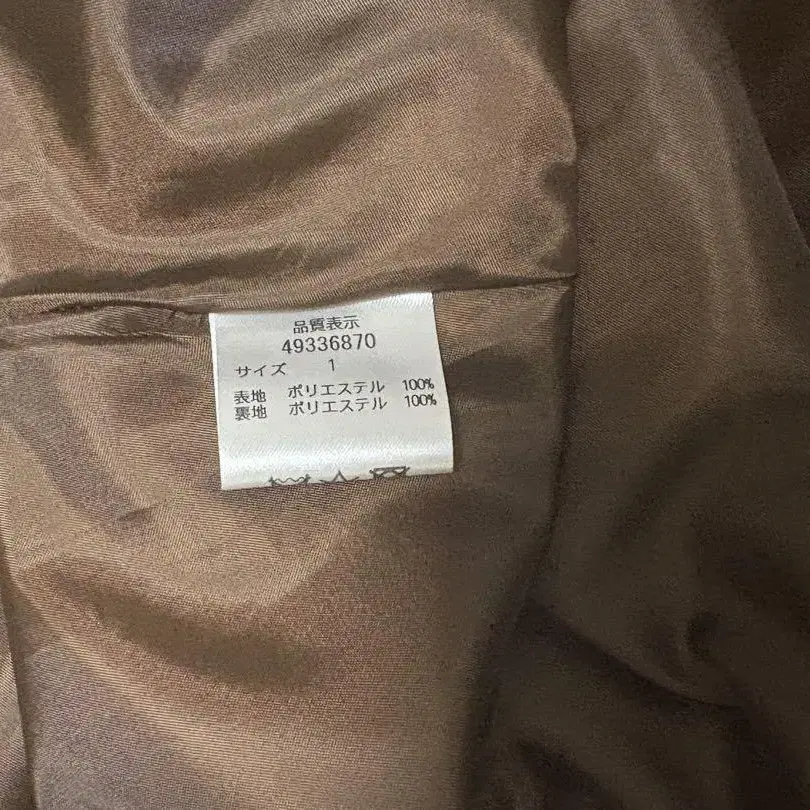 品質表示
49336870
サイズ 1
表地 ポリエステル 100%
裏地 ポリエステル 100%